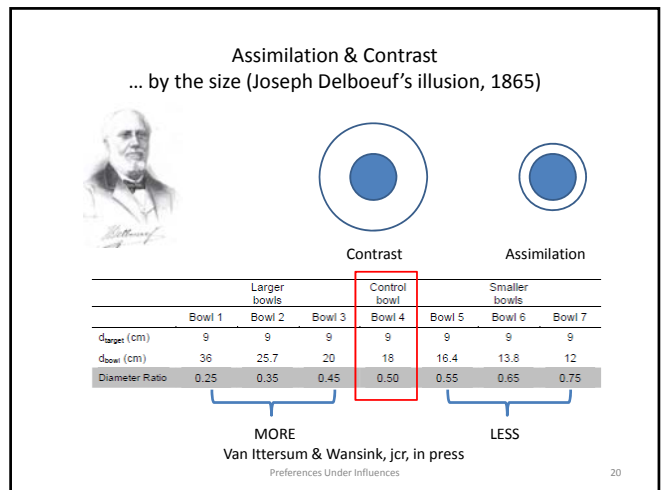 Assimilation & Contrast
… by the size (Joseph Delboeuf's illusion, 1865)
Contrast Assimilation
Larger bowls Control bowl Smaller bowls
Bowl 1 Bowl 2 Bowl 3 Bowl 4 Bowl 5 Bowl 6 Bowl 7
dtarget (cm) 9 9 9 9 9 9 9
dbowl (cm) 36 25.7 20 18 16.4 13.8 12
Diameter Ratio 0.25 0.35 0.45 0.50 0.55 0.65 0.75
MORE LESS
Van Ittersum & Wansink, jcr, in press
Preferences Under Influences 20